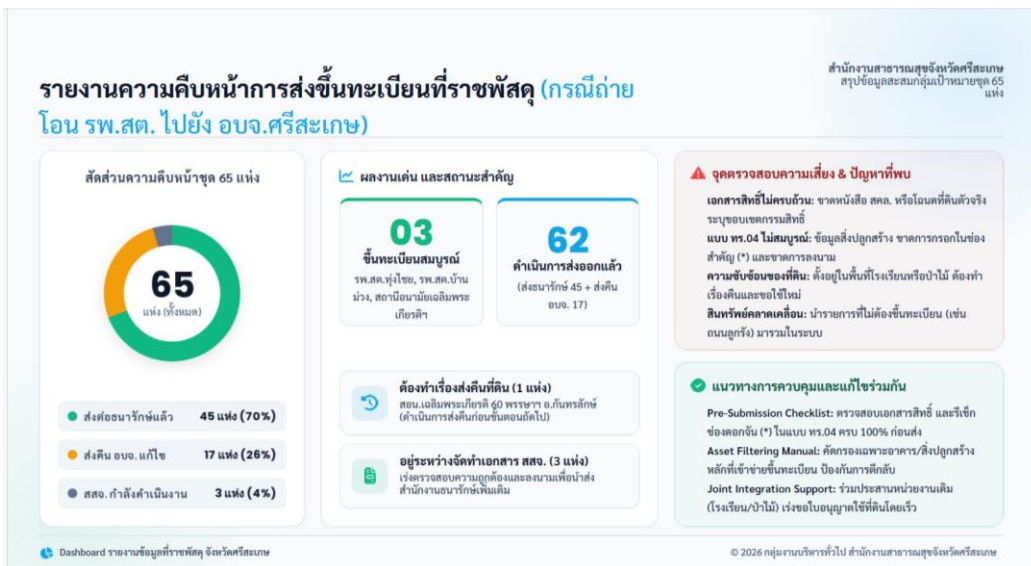 สำนักงานสาธารณสุขจังหวัดศรีสะเกษ
สรุปข้อมูลสะสมกลุ่มเป้าหมายชุด 65
แห่ง
รายงานความคืบหน้าการส่งขึ้นทะเบียนที่ราชพัสดุ (กรณีถ่าย
โอน รพ.สต. ไปยัง อบจ.ศรีสะเกษ)
สัดส่วนความคืบหน้าชุด 65 แห่ง
65
แห่ง (ทั้งหมด)
ส่งต่อธนารักษ์แล้ว 45 แห่ง (70%)
ส่งคืน อบจ. แก้ไข 17 แห่ง (26%)
สสจ. กำลังดำเนินงาน 3 แห่ง (4%)
ผลงานเด่น และสถานะสำคัญ
03
ขึ้นทะเบียนสมบูรณ์
รพ.สต.ทุ่งไชย, รพ.สต.บ้าน
ม่วง, สถานีอนามัยเฉลิมพระ
เกียรติฯ
62
ดำเนินการส่งออกแล้ว
(ส่งธนารักษ์ 45 + ส่งคืน
อบจ. 17)
ต้องทำเรื่องส่งคืนที่ดิน (1 แห่ง)
สอน.เฉลิมพระเกียรติ 60 พรรษาฯ อ.กันทรลักษ์
(ดำเนินการส่งคืนก่อนขั้นตอนถัดไป)
อยู่ระหว่างจัดทำเอกสาร สสจ. (3 แห่ง)
เร่งตรวจสอบความถูกต้องและลงนามเพื่อนำส่ง
สำนักงานธนารักษ์เพิ่มเติม
จุดตรวจสอบความเสี่ยง & ปัญหาที่พบ
เอกสารสิทธิ์ไม่ครบถ้วน: ขาดหนังสือ สคล. หรือโฉนดที่ดินตัวจริง
ระบุขอบเขตกรรมสิทธิ์
แบบ ทร.04 ไม่สมบูรณ์: ข้อมูลสิ่งปลูกสร้าง ขาดการกรอกในช่อง
สำคัญ (*) และขาดการลงนาม
ความซับซ้อนของที่ดิน: ตั้งอยู่ในพื้นที่โรงเรียนหรือป่าไม้ ต้องทำ
เรื่องคืนและขอใช้ใหม่
สินทรัพย์คลาดเคลื่อน: นำรายการที่ไม่ต้องขึ้นทะเบียน (เช่น
ถนนลูกรัง) มารวมในระบบ
แนวทางการควบคุมและแก้ไขร่วมกัน
Pre-Submission Checklist: ตรวจสอบเอกสารสิทธิ์ และรีเช็ก
ช่องดอกจัน (*) ในแบบ ทร.04 ครบ 100% ก่อนส่ง
Asset Filtering Manual: คัดกรองเฉพาะอาคาร/สิ่งปลูกสร้าง
หลักที่เข้าข่ายขึ้นทะเบียน ป้องกันการตีกลับ
Joint Integration Support: ร่วมประสานหน่วยงานเดิม
(โรงเรียน/ป่าไม้) เร่งขอใบอนุญาตใช้ที่ดินโดยเร็ว
Dashboard รายงานข้อมูลที่ราชพัสดุ จังหวัดศรีสะเกษ
© 2026 กลุ่มงานบริหารทั่วไป สำนักงานสาธารณสุขจังหวัดศรีสะเกษ